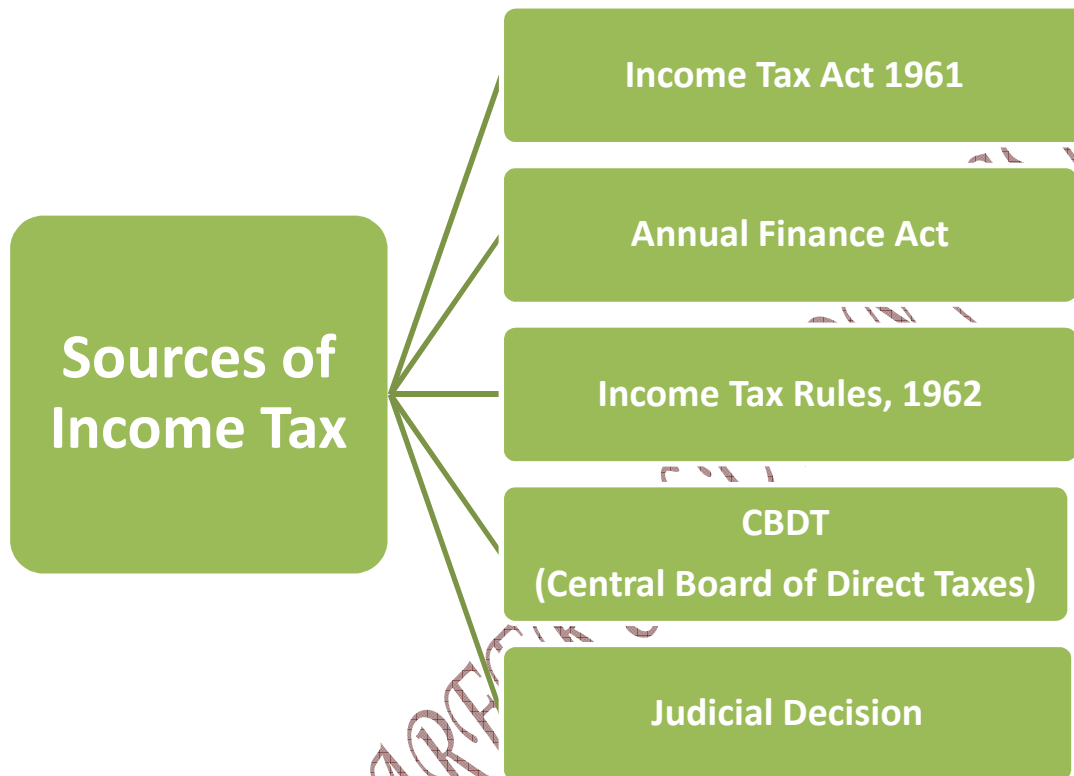 Sources of
Income Tax
Income Tax Act 1961
Annual Finance Act
Income Tax Rules, 1962
CBDT
(Central Board of Direct Taxes)
Judicial Decision